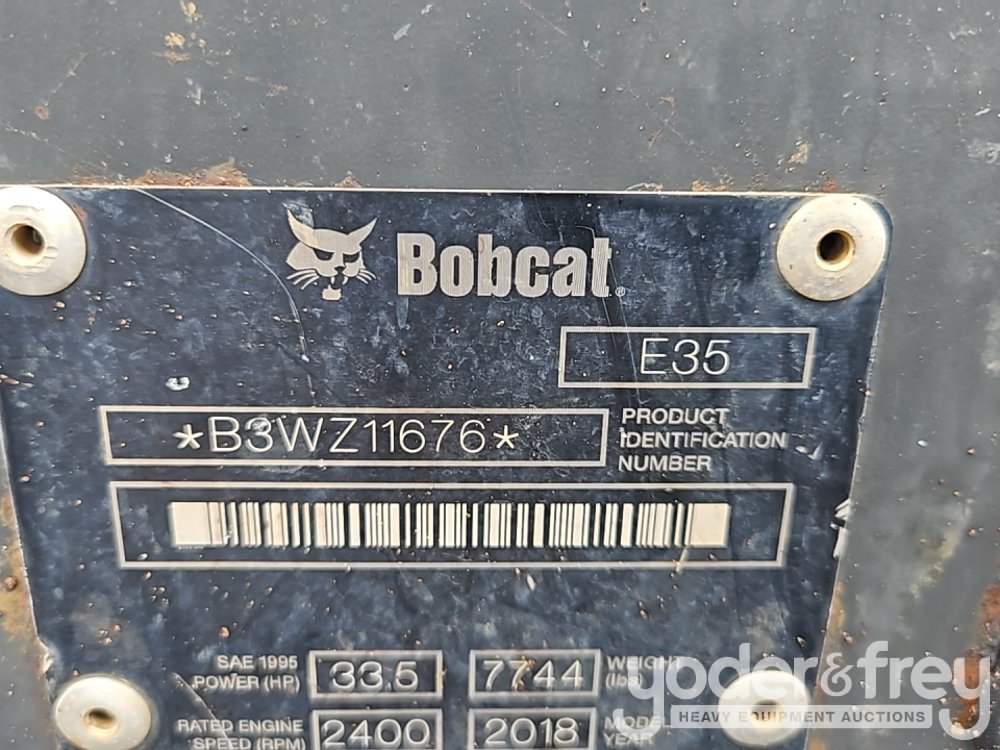 Bobcat®
E35
*B3WZ11676*
PRODUCT
IDENTIFICATION
NUMBER
SAE 1995
POWER (HP)
33.5
7744
WEIGHT
(lbs)
RATED ENGINE
SPEED (RPM)
2400
2018
MODEL
YEAR
yoder&frey
HEAVY EQUIPMENT AUCTIONS